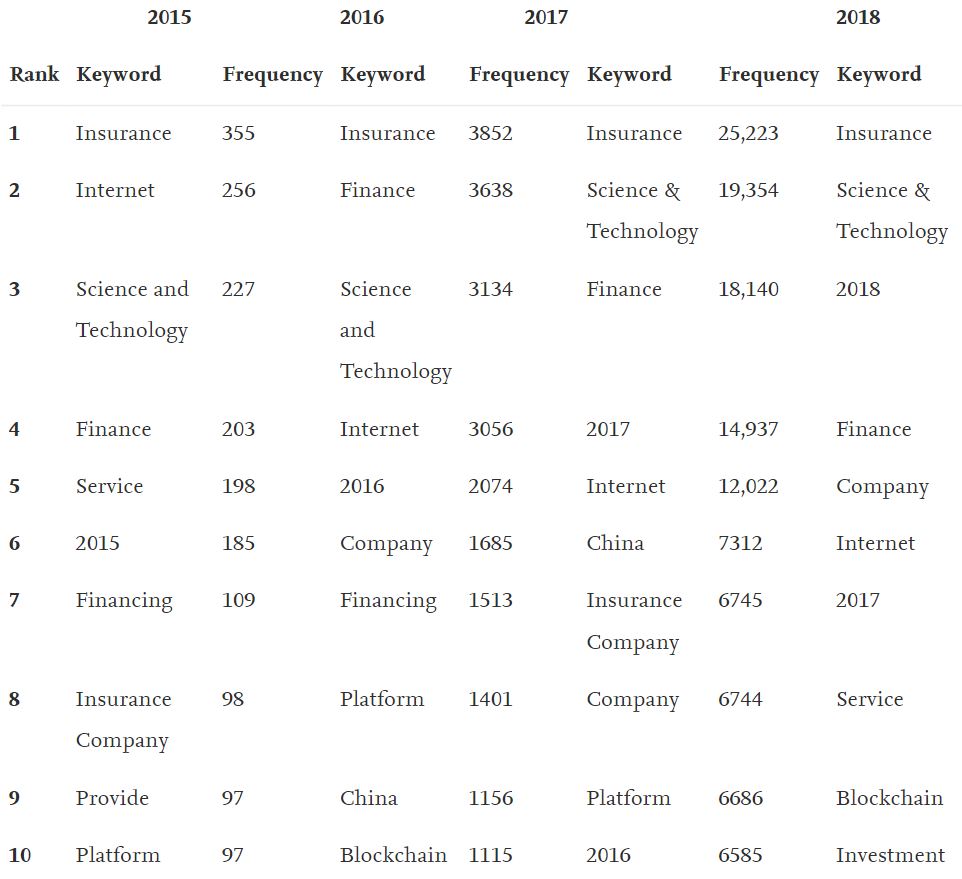 2015 2016 2017 2018
Rank Keyword Frequency Keyword Frequency Keyword Frequency Keyword
1 Insurance 355 Insurance 3852 Insurance 25,223 Insurance
2 Internet 256 Finance 3638 Science & 19,354 Science &
Technology Technology
3 Science and 227 Science 3134 Finance 18,140 2018
Technology and
Technology
4 Finance 203 Internet 3056 2017 14,937 Finance
5 Service 198 2016 2074 Internet 12,022 Company
6 2015 185 Company 1685 China 7312 Internet
7 Financing 109 Financing 1513 Insurance 6745 2017
Company
8 Insurance 98 Platform 1401 Company 6744 Service
Company
9 Provide 97 China 1156 Platform 6686 Blockchain
10 Platform 97 Blockchain 1115 2016 6585 Investment